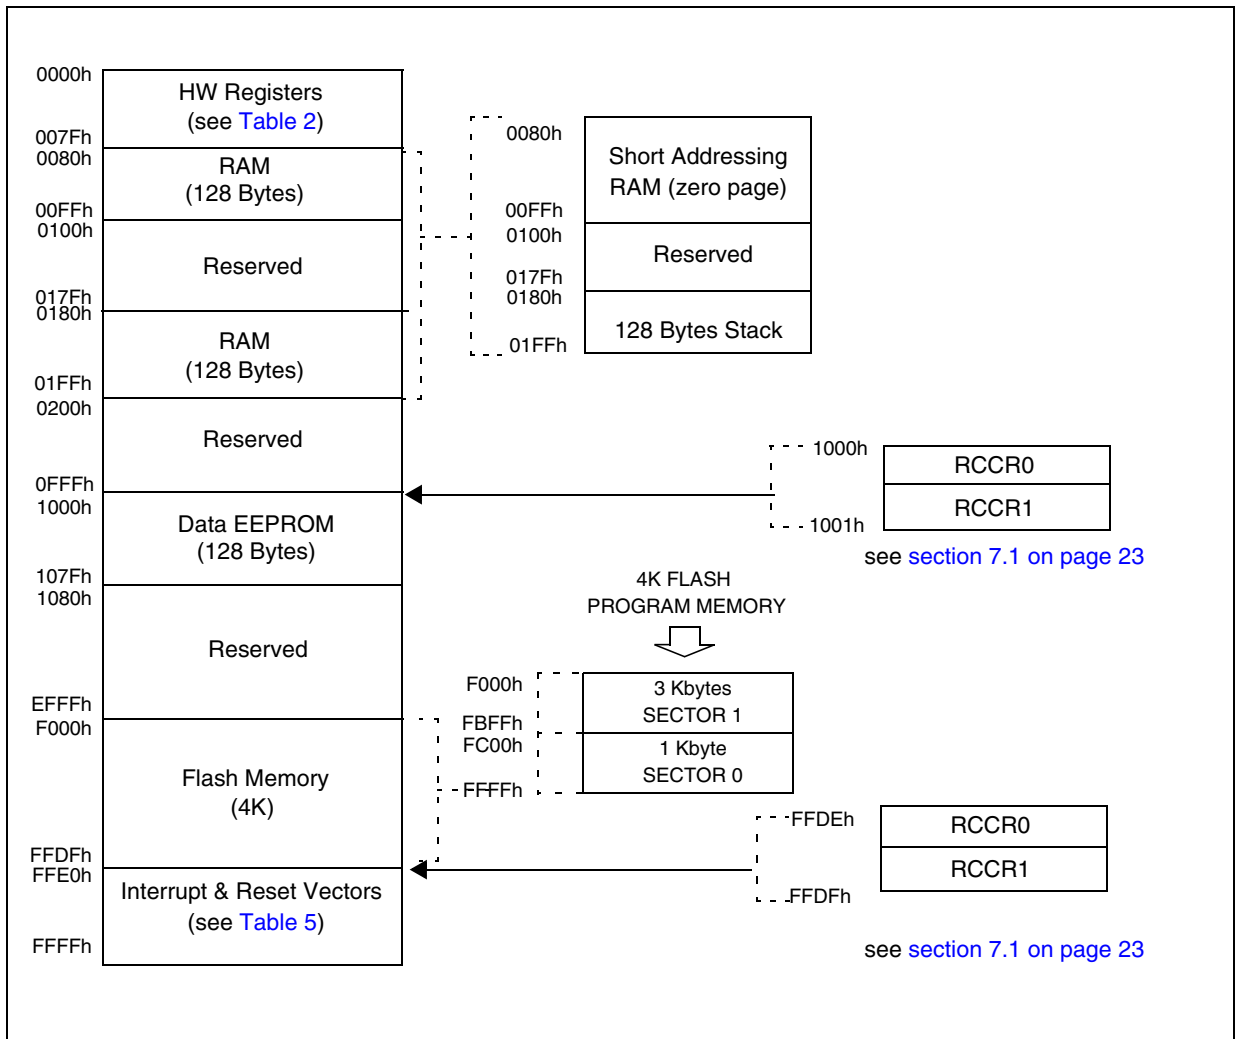 0000h
HW Registers
(see Table 2)
007Fh
0080h
RAM
(128 Bytes)
00FFh
0100h
Reserved
017Fh
0180h
RAM
(128 Bytes)
01FFh
0200h
Reserved
0FFFh
1000h
Data EEPROM
(128 Bytes)
107Fh
1080h
Reserved
EFFFh
F000h
Flash Memory
(4K)
FFDFh
FFE0h
Interrupt & Reset Vectors
(see Table 5)
FFFFh
0080h
Short Addressing
RAM (zero page)
00FFh
0100h
Reserved
017Fh
0180h
128 Bytes Stack
01FFh
1000h
RCCR0
RCCR1
1001h
see section 7.1 on page 23
4K FLASH
PROGRAM MEMORY
F000h
3 Kbytes
SECTOR 1
FBFFh
FC00h
1 Kbyte
SECTOR 0
FFFFh
FFDEh
RCCR0
RCCR1
FFDFh
see section 7.1 on page 23